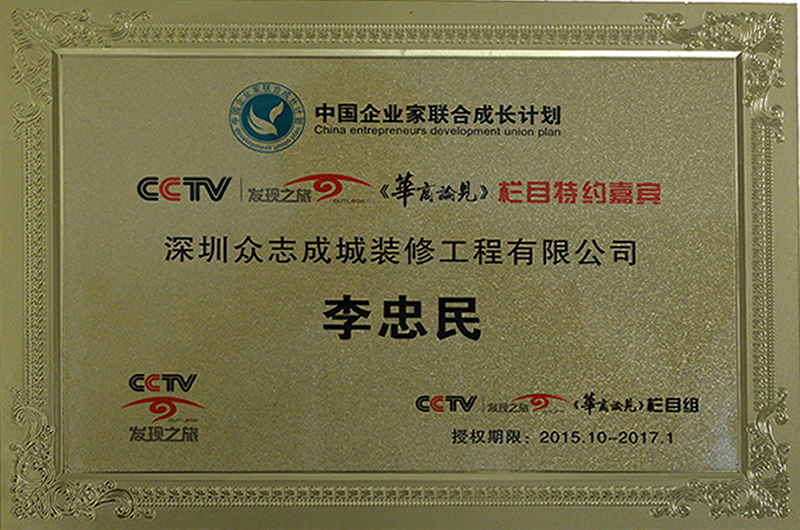 中国企业家联合成长计划
China entrepreneurs development union plan
CCTV 发现之旅 OUTLOOK 《華商論見》栏目特约嘉宾
深圳众志成城装修工程有限公司
李忠民
CCTV
OUTLOOK
发现之旅
CCTV 发现之旅 《華商論見》栏目组
授权期限：2015.10-2017.1